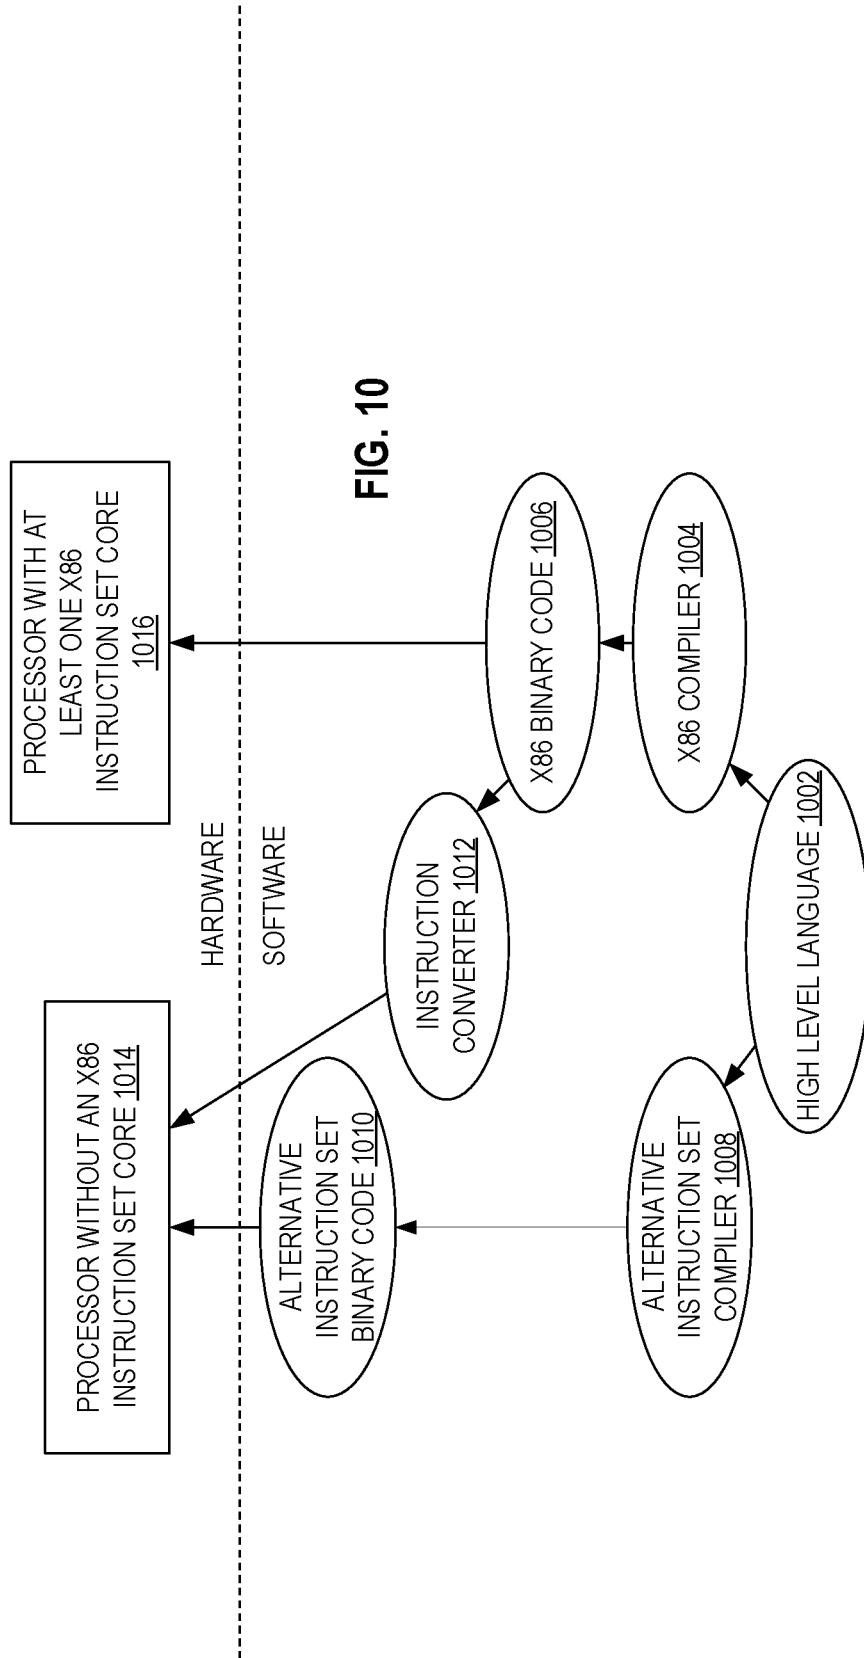 PROCESSOR WITHOUT AN X86
INSTRUCTION SET CORE 1014
PROCESSOR WITH AT
LEAST ONE X86
INSTRUCTION SET CORE
1016
HARDWARE
SOFTWARE
ALTERNATIVE
INSTRUCTION SET
BINARY CODE 1010
INSTRUCTION
CONVERTER 1012
FIG. 10
X86 BINARY CODE 1006
ALTERNATIVE
INSTRUCTION SET
COMPILER 1008
X86 COMPILER 1004
HIGH LEVEL LANGUAGE 1002